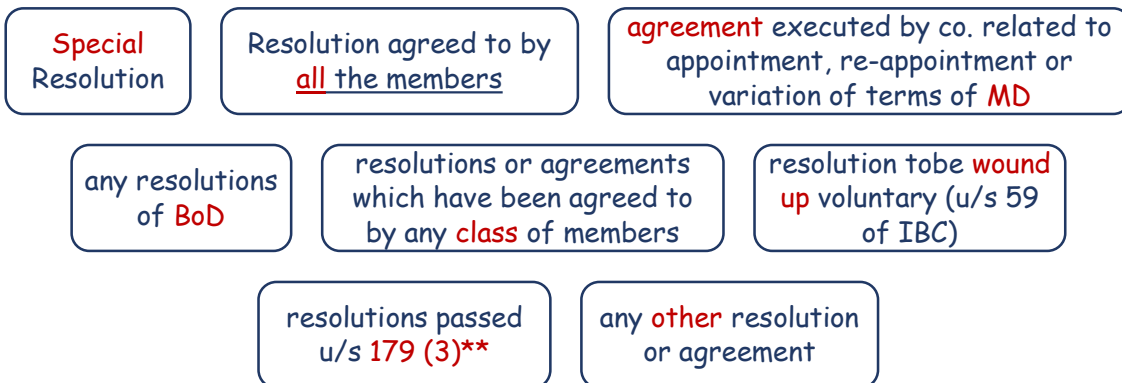 Special
Resolution
Resolution agreed to by
all the members
agreement executed by co. related to
appointment, re-appointment or
variation of terms of MD
any resolutions
of BoD
resolutions or agreements
which have been agreed to
by any class of members
resolution tobe wound
up voluntary (u/s 59
of IBC)
resolutions passed
u/s 179 (3)**
any other resolution
or agreement